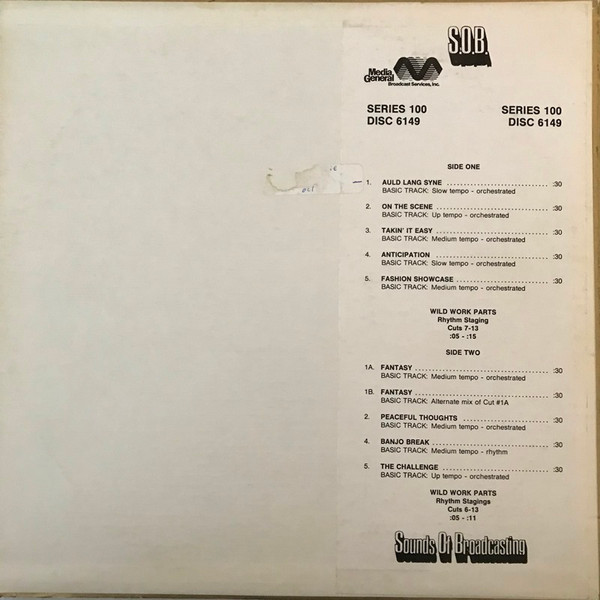 S.O.B.
Media
General
Broadcast Services, Inc.
SERIES 100 SERIES 100
DISC 6149 DISC 6149
SIDE ONE
1. AULD LANG SYNE :30
BASIC TRACK: Slow tempo - orchestrated
2. ON THE SCENE :30
BASIC TRACK: Up tempo - orchestrated
3. TAKIN' IT EASY :30
BASIC TRACK: Medium tempo - orchestrated
4. ANTICIPATION :30
BASIC TRACK: Slow tempo - orchestrated
5. FASHION SHOWCASE :30
BASIC TRACK: Medium tempo - orchestrated
WILD WORK PARTS
Rhythm Staging
Cuts 7-13
:05 - :15
SIDE TWO
1A. FANTASY :30
BASIC TRACK: Medium tempo - orchestrated
1B. FANTASY :30
BASIC TRACK: Alternate mix of Cut #1A
2. PEACEFUL THOUGHTS :30
BASIC TRACK: Medium tempo - orchestrated
4. BANJO BREAK :30
BASIC TRACK: Medium tempo - rhythm
5. THE CHALLENGE :30
BASIC TRACK: Up tempo - orchestrated
WILD WORK PARTS
Rhythm Stagings
Cuts 6-13
:05 - :11
Sounds Of Broadcasting